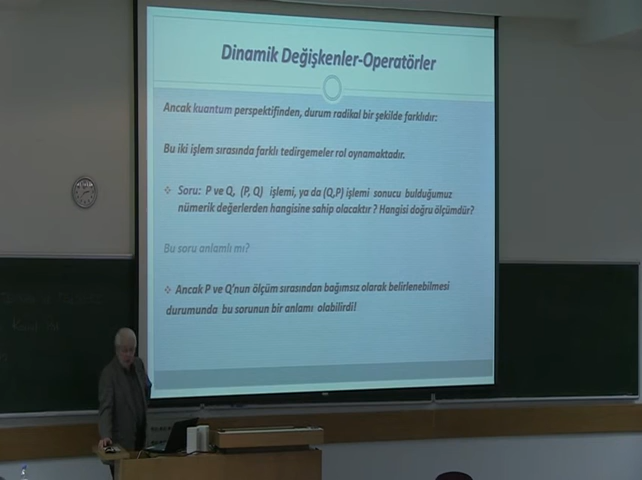 Dinamik Değişkenler-Operatörler
Ancak kuantum perspektifinden, durum radikal bir şekilde farklıdır:
Bu iki işlem sırasında farklı tedirgemeler rol oynamaktadır.
❖ Soru: P ve Q, (P, Q) işlemi, ya da (Q,P) işlemi sonucu bulduğumuz
nümerik değerlerden hangisine sahip olacaktır ? Hangisi doğru ölçümdür?
Bu soru anlamlı mı?
❖ Ancak P ve Q'nun ölçüm sırasından bağımsız olarak belirlenebilmesi
durumunda bu sorunun bir anlamı olabilirdi!